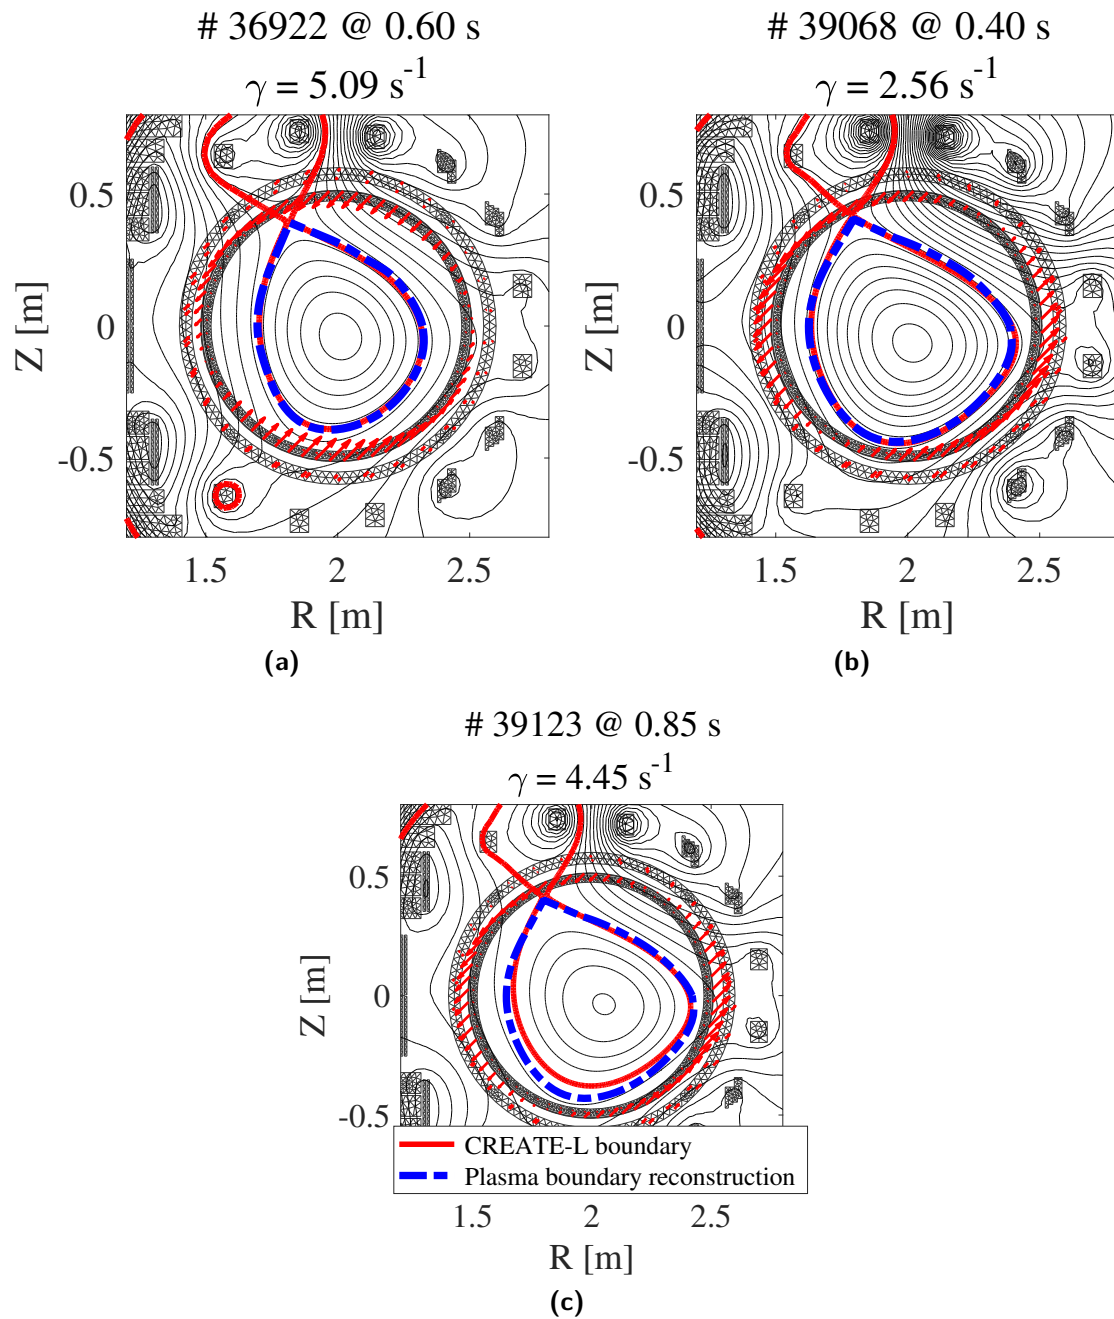 # 36922 @ 0.60 s
γ = 5.09 s⁻¹
0.5
0
-0.5
Z [m]
1.5 2 2.5
R [m]
(a)
# 39068 @ 0.40 s
γ = 2.56 s⁻¹
0.5
0
-0.5
Z [m]
1.5 2 2.5
R [m]
(b)
# 39123 @ 0.85 s
γ = 4.45 s⁻¹
0.5
0
-0.5
Z [m]
CREATE-L boundary
Plasma boundary reconstruction
1.5 2 2.5
R [m]
(c)